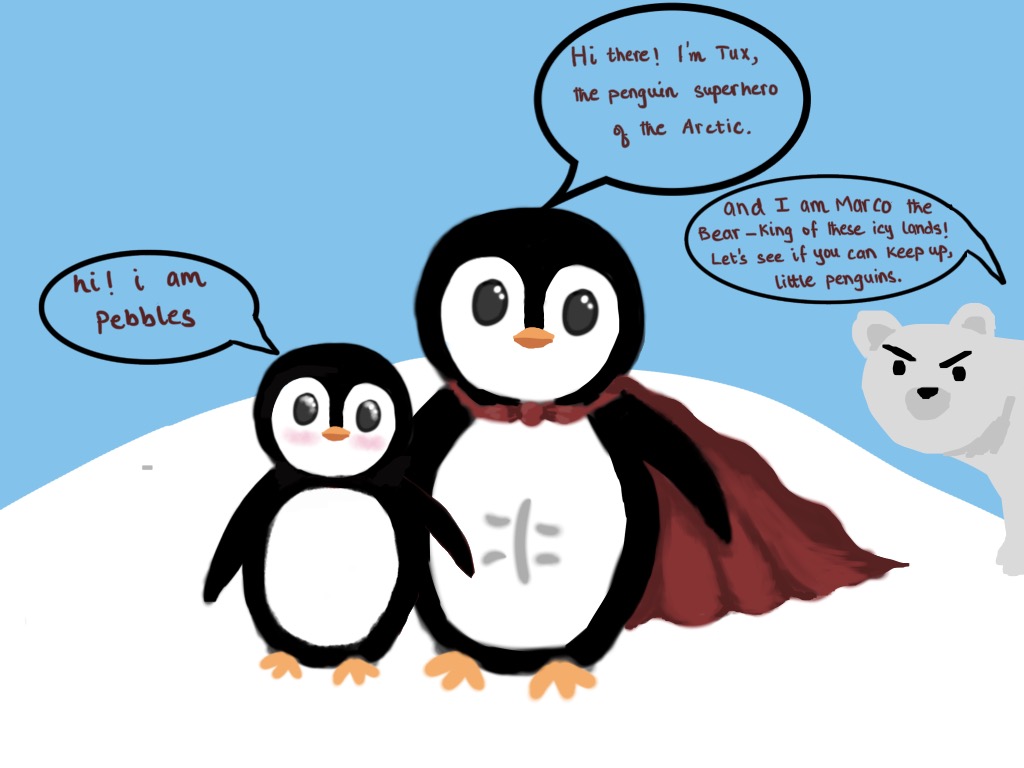 Hi there! I'm Tux,
the penguin superhero
of the Arctic.
and I am Marco the
Bear - King of these icy lands!
Let's see if you can keep up,
little penguins.
hi! i am
pebbles